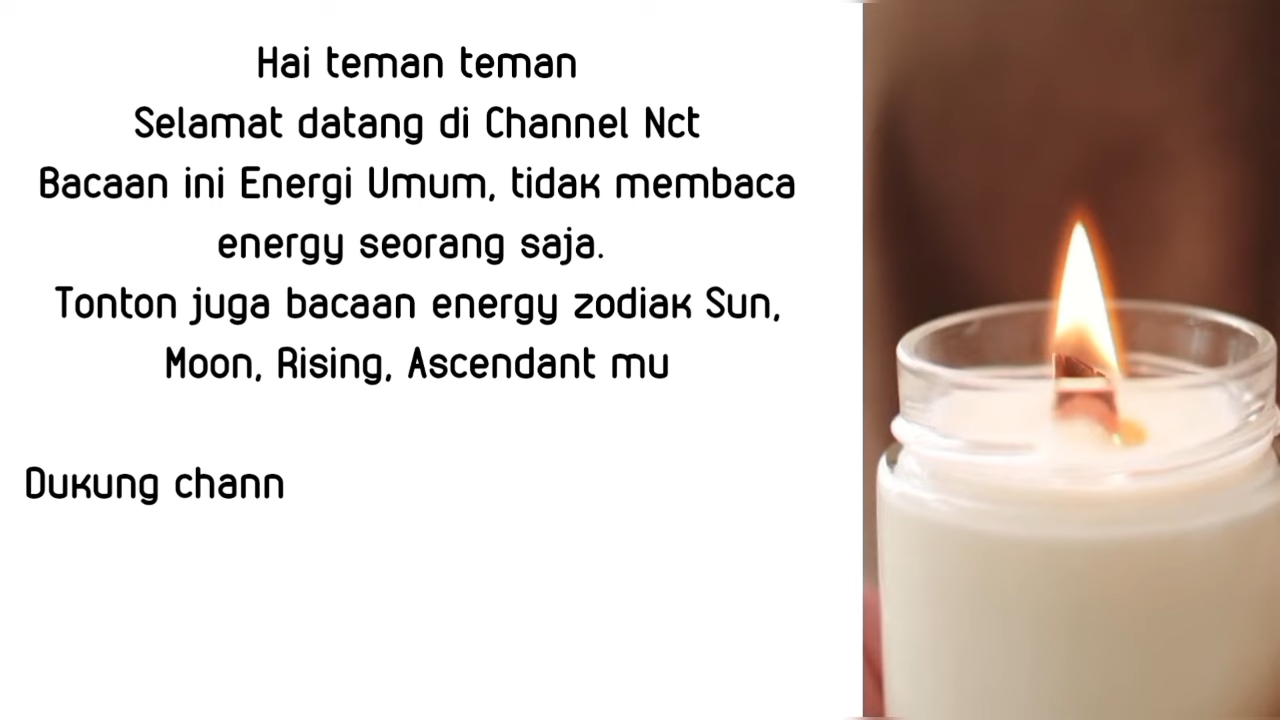 Hai teman teman
Selamat datang di Channel Nct
Bacaan ini Energi Umum, tidak membaca
energy seorang saja.
Tonton juga bacaan energy zodiak Sun,
Moon, Rising, Ascendant mu
Dukung chann